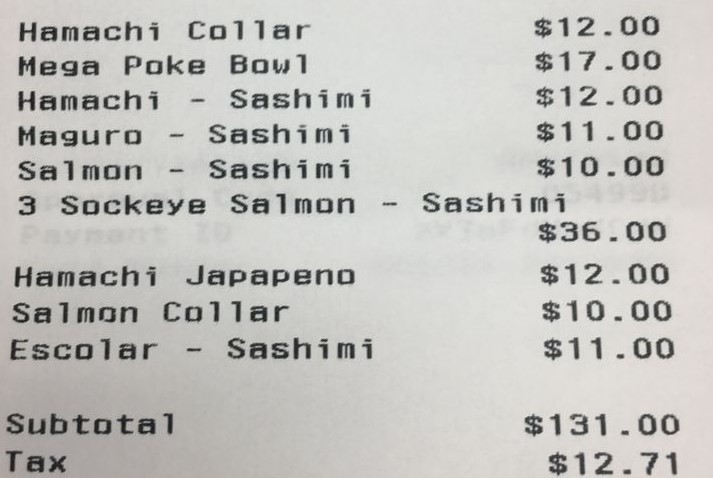 Hamachi Collar $12.00
Mega Poke Bowl $17.00
Hamachi - Sashimi $12.00
Maguro - Sashimi $11.00
Salmon - Sashimi $10.00
3 Sockeye Salmon - Sashimi
$36.00
Hamachi Japapeno $12.00
Salmon Collar $10.00
Escolar - Sashimi $11.00
Subtotal $131.00
Tax $12.71